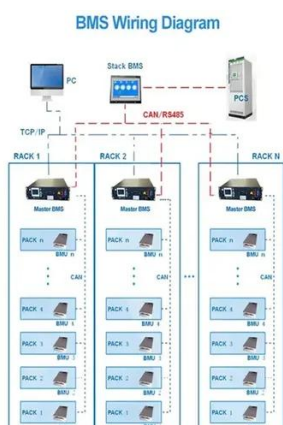 BMS Wiring Diagram
Stack BMS
PC
PCS
CAN/RS485
TCP/IP
RACK 1
RACK 2
RACK N
Master BMS
Master BMS
Master BMS
PACK n
PACK n
PACK n
BMU n
BMU n
BMU n
CAN
CAN
CAN
PACK 4
PACK 4
PACK 4
BMU 4
BMU 4
BMU 4
PACK 3
PACK 3
PACK 3
BMU 3
BMU 3
BMU 3
PACK 2
PACK 2
PACK 2
BMU 2
BMU 2
BMU 2
PACK 1
PACK 1
PACK 1